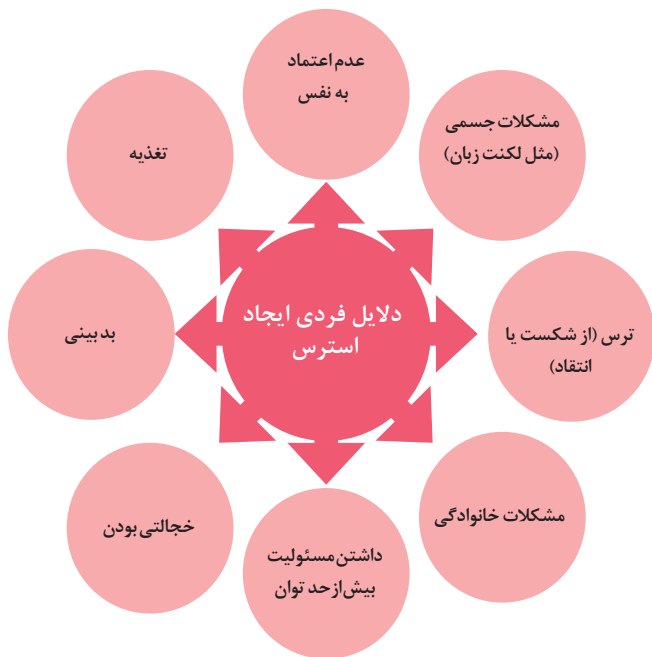 دلایل فردی ایجاد
استرس
عدم اعتماد
به نفس
مشکلات جسمی
(مثل لکنت زبان)
ترس (از شکست یا
انتقاد)
مشکلات خانوادگی
داشتن مسئولیت
بیش‌از‌حد توان
خجالتی بودن
بدبینی
تغذیه